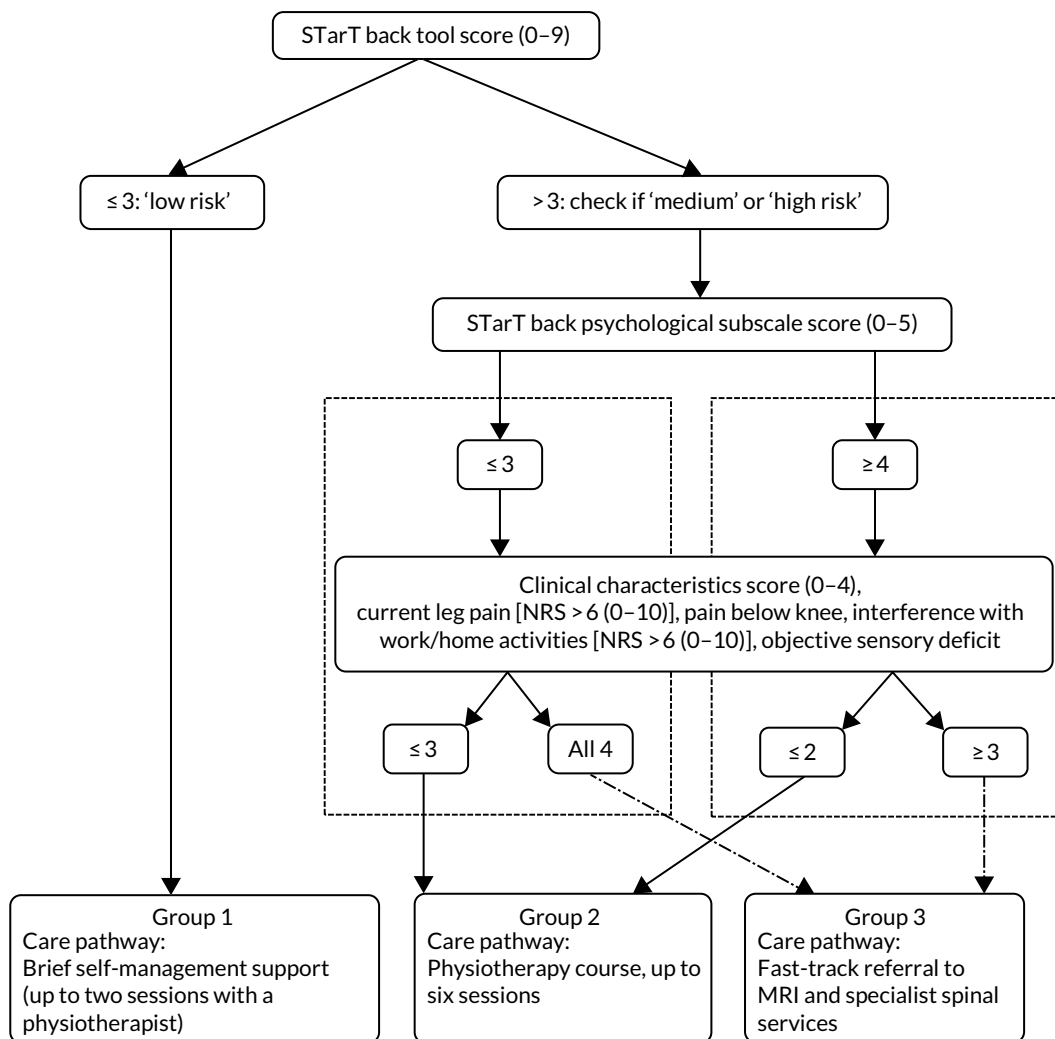 STarT back tool score (0–9)
≤ 3: ‘low risk’
> 3: check if ‘medium’ or ‘high risk’
STarT back psychological subscale score (0–5)
≤ 3
≥ 4
Clinical characteristics score (0–4),
current leg pain [NRS > 6 (0–10)], pain below knee, interference with
work/home activities [NRS > 6 (0–10)], objective sensory deficit
≤ 3
All 4
≤ 2
≥ 3
Group 1
Care pathway:
Brief self-management support
(up to two sessions with a
physiotherapist)
Group 2
Care pathway:
Physiotherapy course, up to
six sessions
Group 3
Care pathway:
Fast-track referral to
MRI and specialist spinal
services